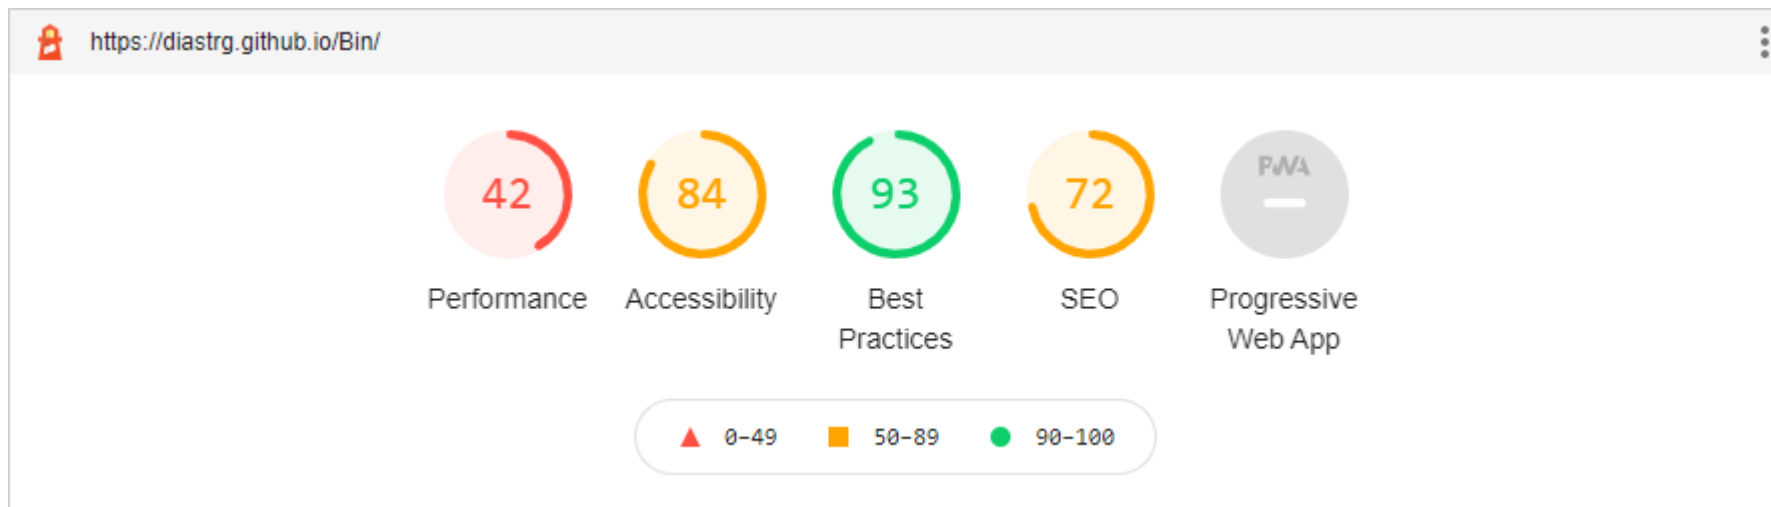 https://diastrg.github.io/Bin/
42 84 93 72 PWA
Performance Accessibility Best SEO Progressive
Practices Web App
0–49 50–89 90–100